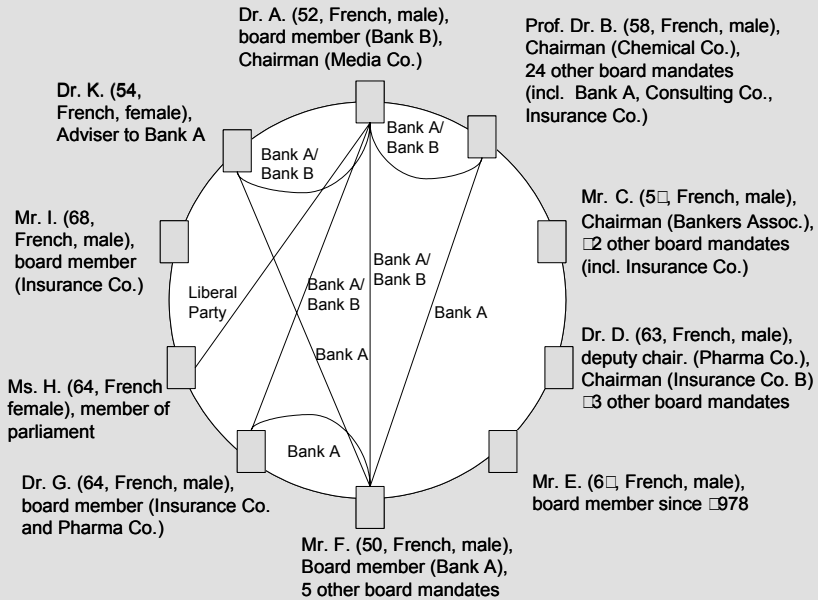 Dr. A. (52, French, male),
board member (Bank B),
Chairman (Media Co.)
Prof. Dr. B. (58, French, male),
Chairman (Chemical Co.),
24 other board mandates
(incl. Bank A, Consulting Co.,
Insurance Co.)
Dr. K. (54,
French, female),
Adviser to Bank A
Bank A/
Bank B
Bank A/
Bank B
Mr. C. (5□, French, male),
Chairman (Bankers Assoc.),
□2 other board mandates
(incl. Insurance Co.)
Mr. I. (68,
French, male),
board member
(Insurance Co.)
Bank A/
Bank B
Liberal
Party
Bank A/
Bank B
Bank A
Bank A
Dr. D. (63, French, male),
deputy chair. (Pharma Co.),
Chairman (Insurance Co. B)
□3 other board mandates
Ms. H. (64, French
female), member of
parliament
Bank A
Dr. G. (64, French, male),
board member (Insurance Co.
and Pharma Co.)
Mr. E. (6□, French, male),
board member since □978
Mr. F. (50, French, male),
Board member (Bank A),
5 other board mandates